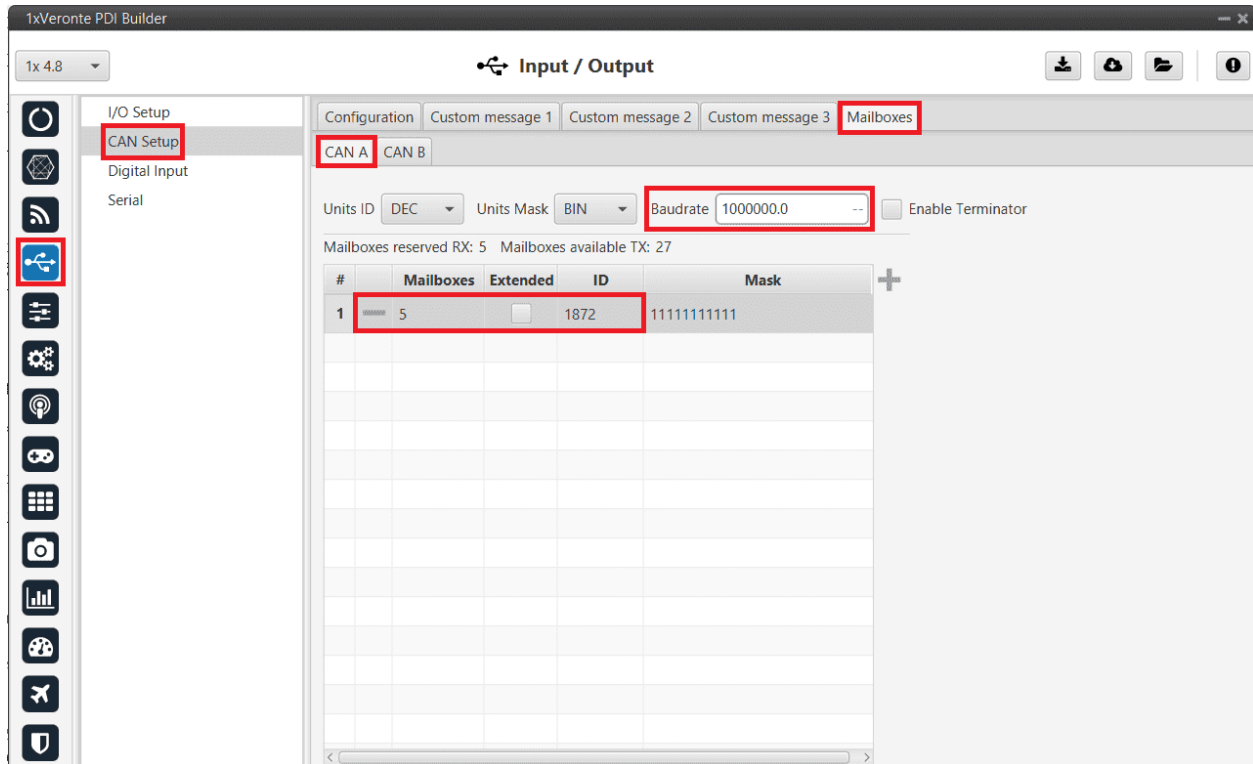 1xVeronte PDI Builder
1x 4.8
Input / Output
I/O Setup
CAN Setup
Digital Input
Serial
Configuration Custom message 1 Custom message 2 Custom message 3 Mailboxes
CAN A CAN B
Units ID DEC Units Mask BIN Baudrate 1000000.0 -- Enable Terminator
Mailboxes reserved RX: 5 Mailboxes available TX: 27
# Mailboxes Extended ID Mask
1 5 1872 11111111111